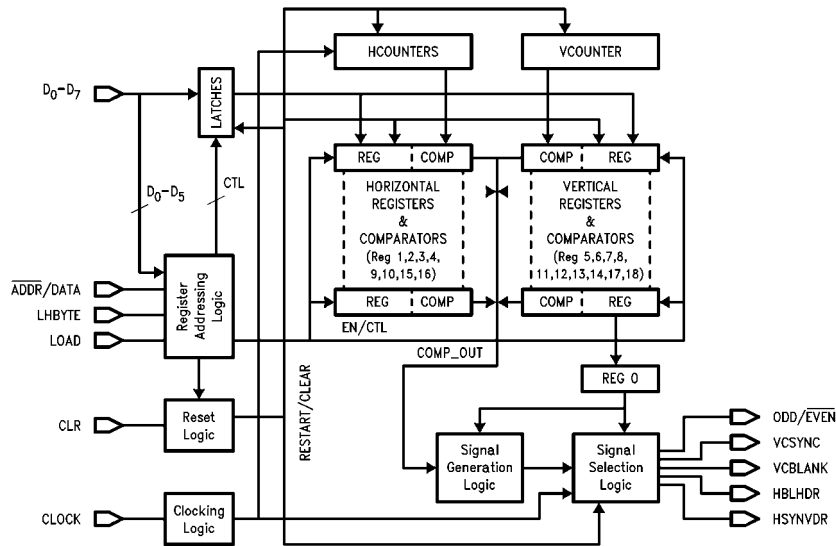 HCOUNTERS
VCOUNTER
D0-D7
LATCHES
D0-D5
CTL
REG
COMP
COMP
REG
HORIZONTAL
REGISTERS
&
COMPARATORS
(Reg 1,2,3,4,
9,10,15,16)
VERTICAL
REGISTERS
&
COMPARATORS
(Reg 5,6,7,8,
11,12,13,14,17,18)
ADDR/DATA
LHBYTE
LOAD
Register
Addressing
Logic
REG
COMP
COMP
REG
EN/CTL
COMP_OUT
REG 0
RESTART/CLEAR
CLR
Reset
Logic
Signal
Generation
Logic
Signal
Selection
Logic
ODD/EVEN
VCSYNC
VCBLANK
HBLHDR
HSYNVDR
CLOCK
Clocking
Logic